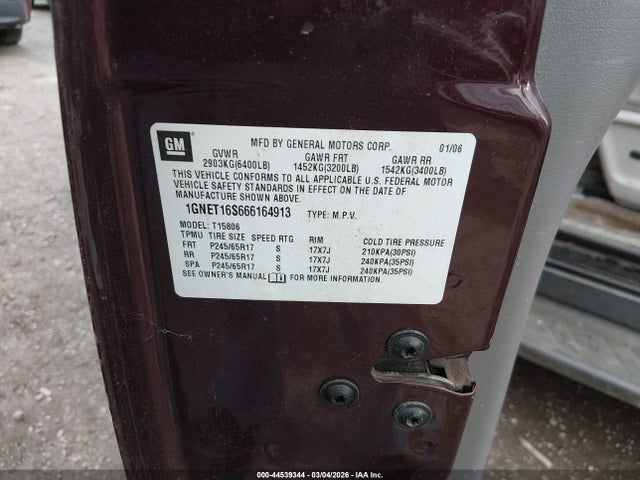 GM
MFD BY GENERAL MOTORS CORP. 01/06
GVWR GAWR FRT GAWR RR
2903KG(6400LB) 1452KG(3200LB) 1542KG(3400LB)
THIS VEHICLE CONFORMS TO ALL APPLICABLE U.S. FEDERAL MOTOR
VEHICLE SAFETY STANDARDS IN EFFECT ON THE DATE OF
MANUFACTURE SHOWN ABOVE.
1GNET16S666164913 TYPE: M.P.V.
MODEL: T15806
TPMU TIRE SIZE SPEED RTG RIM COLD TIRE PRESSURE
FRT P245/65R17 S 17X7J 210KPA(30PSI)
RR P245/65R17 S 17X7J 240KPA(35PSI)
SPA P245/65R17 S 17X7J 240KPA(35PSI)
SEE OWNER'S MANUAL FOR MORE INFORMATION.
000-44539344 - 03/04/2026 - IAA Inc.